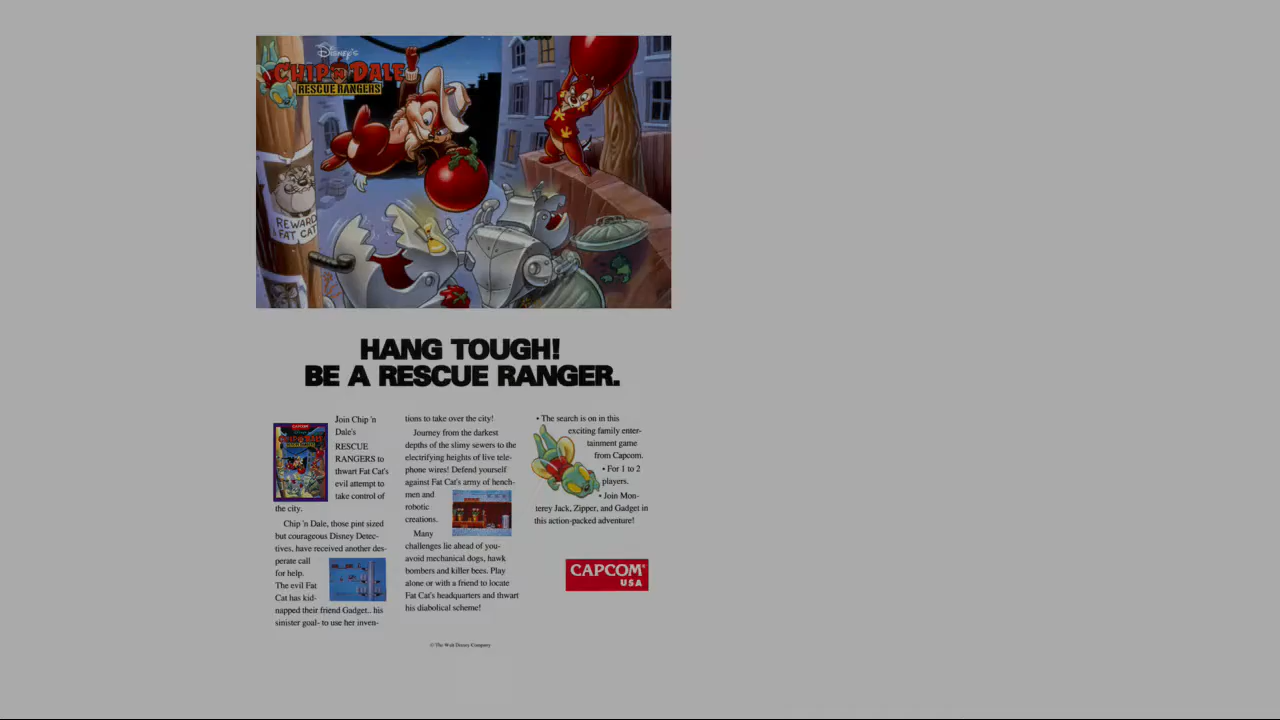 Disney's
CHIP 'N DALE
RESCUE RANGERS
REWARD
FAT CAT
HANG TOUGH!
BE A RESCUE RANGER.
Join Chip 'n
Dale's
RESCUE
RANGERS to
thwart Fat Cat's
evil attempt to
take control of
the city.
Chip 'n Dale, those pint sized
but courageous Disney Detec-
tives, have received another des-
perate call
for help.
The evil Fat
Cat has kid-
napped their friend Gadget.. his
sinister goal- to use her inven-
tions to take over the city!
Journey from the darkest
depths of the slimy sewers to the
electrifying heights of live tele-
phone wires! Defend yourself
against Fat Cat's army of hench-
men and
robotic
creations.
Many
challenges lie ahead of you-
avoid mechanical dogs, hawk
bombers and killer bees. Play
alone or with a friend to locate
Fat Cat's headquarters and thwart
his diabolical scheme!
• The search is on in this
exciting family enter-
tainment game
from Capcom.
• For 1 to 2
players.
• Join Mon-
terey Jack, Zipper, and Gadget in
this action-packed adventure!
CAPCOM®
USA
© The Walt Disney Company